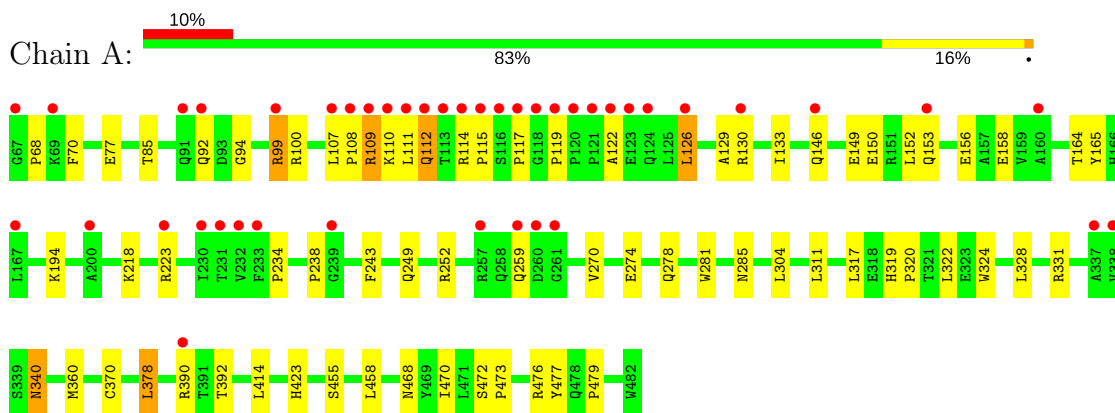 10%
Chain A:
83% 16% •
G67 P68 K69 F70 E77 T85 Q91 Q92 D93 G94 R99 R100 L107 P108 R109 K110 L111 Q112 T113 R114 P115 S116 P117 G118 P119 P120 P121 A122 E123 Q124 L125 L126 A129 R130 I133 Q146 E149 E150 R151 L152 Q153 E156 A157 E158 V159 A160 T164 Y165 H166
L167 K194 A200 K218 R223 I230 T231 V232 F233 P234 P238 G239 F243 Q249 R252 R257 Q258 Q259 D260 G261 V270 E274 Q278 W281 N285 L304 L311 L317 E318 H319 P320 T321 L322 E323 W324 L328 R331 A337 V338
S339 N340 M360 C370 L378 R390 T391 T392 L414 H423 S455 L458 N468 Y469 I470 L471 S472 P473 R476 Y477 Q478 P479 W482